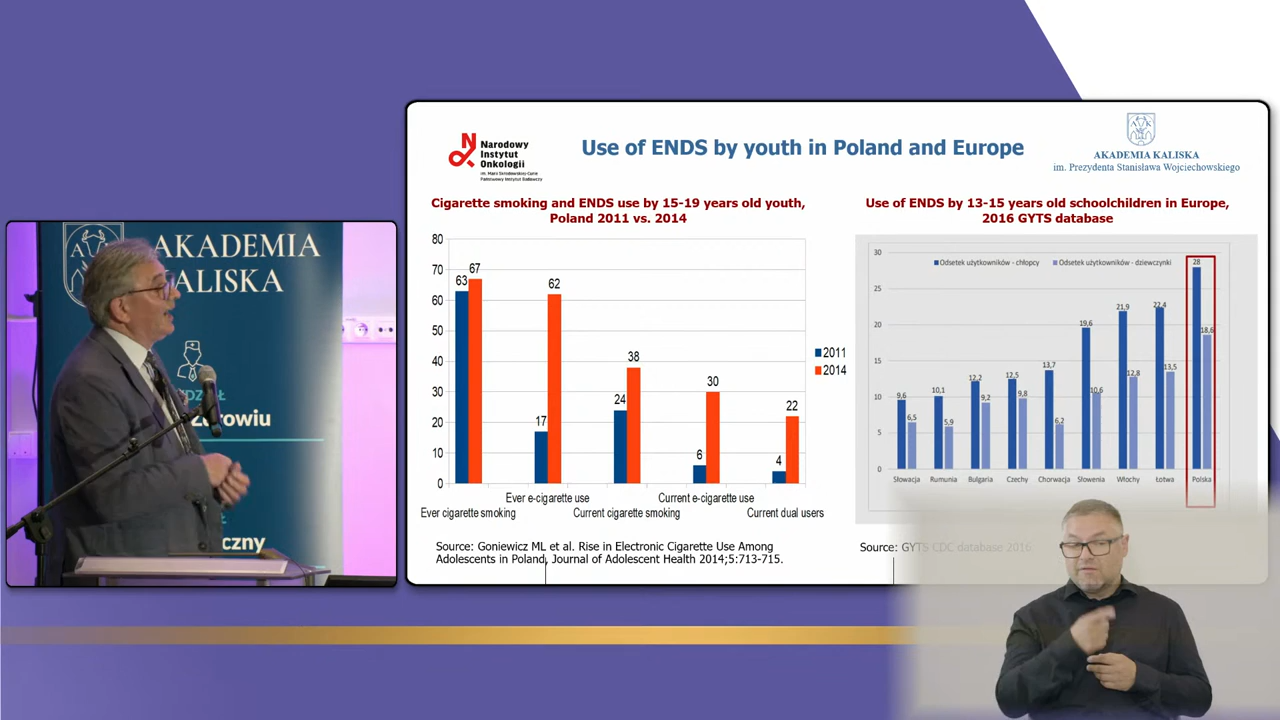 Use of ENDS by youth in Poland and Europe
Narodowy
Instytut
Onkologii
im. Marii Skłodowskiej-Curie
Państwowy Instytut Badawczy
AKADEMIA KALISKA
im. Prezydenta Stanisława Wojciechowskiego
Cigarette smoking and ENDS use by 15-19 years old youth,
Poland 2011 vs. 2014
80
70
60
50
40
30
20
10
0
63
67
17
62
24
38
6
30
4
22
Ever e-cigarette use
Current e-cigarette use
Ever cigarette smoking
Current cigarette smoking
Current dual users
2011
2014
Source: Goniewicz ML et al. Rise in Electronic Cigarette Use Among
Adolescents in Poland, Journal of Adolescent Health 2014;5:713-715.
Use of ENDS by 13-15 years old schoolchildren in Europe,
2016 GYTS database
Odsetek użytkowników - chłopcy
Odsetek użytkowników - dziewczynki
30
25
20
15
10
5
0
9,6
6,5
10,1
5,9
12,2
9,2
12,5
9,8
13,7
6,2
19,6
10,6
21,9
12,8
22,4
13,5
28
18,6
Słowacja
Rumunia
Bulgaria
Czechy
Chorwacja
Słowenia
Włochy
Łotwa
Polska
Source: GYTS CDC database 2016
AKADEMIA
KALISKA